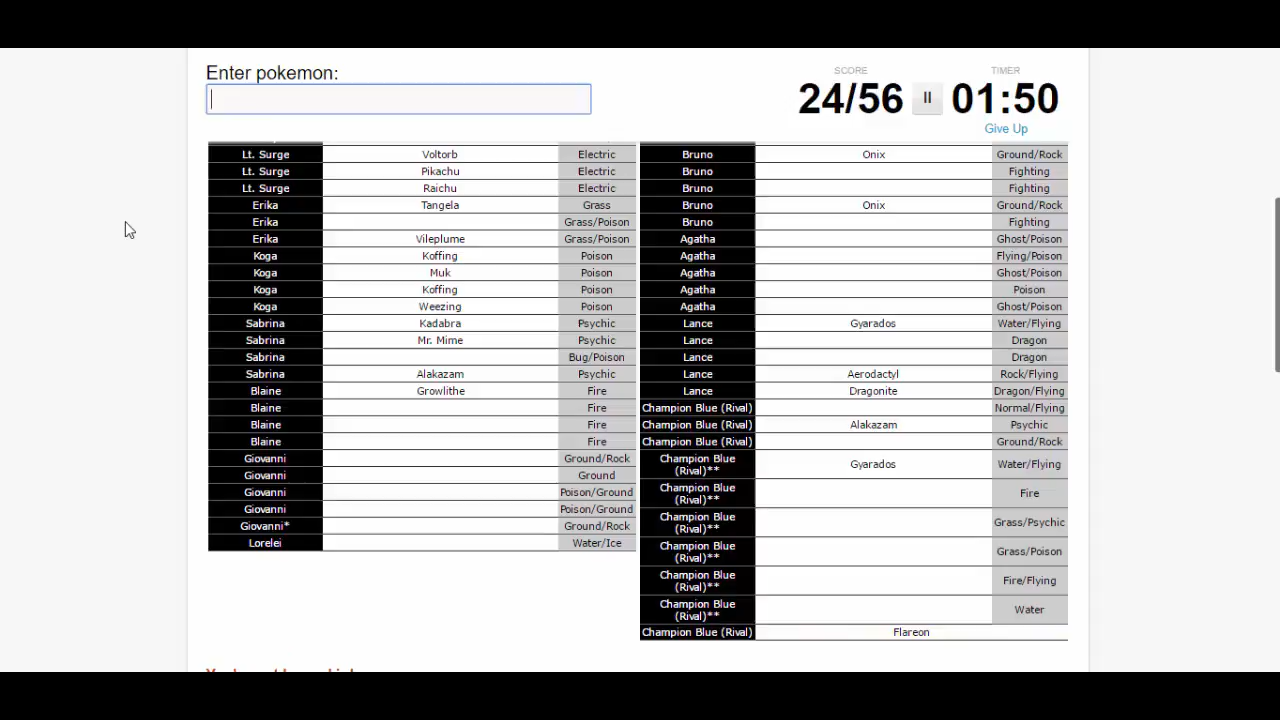 Enter pokemon:
SCORE
TIMER
24/56
01:50
Give Up
Lt. Surge Voltorb Electric
Lt. Surge Pikachu Electric
Lt. Surge Raichu Electric
Erika Tangela Grass
Erika Grass/Poison
Erika Vileplume Grass/Poison
Koga Koffing Poison
Koga Muk Poison
Koga Koffing Poison
Koga Weezing Poison
Sabrina Kadabra Psychic
Sabrina Mr. Mime Psychic
Sabrina Bug/Poison
Sabrina Alakazam Psychic
Blaine Growlithe Fire
Blaine Fire
Blaine Fire
Blaine Fire
Giovanni Ground/Rock
Giovanni Ground
Giovanni Poison/Ground
Giovanni Poison/Ground
Giovanni* Ground/Rock
Lorelei Water/Ice
Bruno Onix Ground/Rock
Bruno Fighting
Bruno Fighting
Bruno Onix Ground/Rock
Bruno Fighting
Agatha Ghost/Poison
Agatha Flying/Poison
Agatha Ghost/Poison
Agatha Poison
Agatha Ghost/Poison
Lance Gyarados Water/Flying
Lance Dragon
Lance Dragon
Lance Aerodactyl Rock/Flying
Lance Dragonite Dragon/Flying
Champion Blue (Rival) Normal/Flying
Champion Blue (Rival) Alakazam Psychic
Champion Blue (Rival) Ground/Rock
Champion Blue
(Rival)** Gyarados Water/Flying
Champion Blue
(Rival)** Fire
Champion Blue
(Rival)** Grass/Psychic
Champion Blue
(Rival)** Grass/Poison
Champion Blue
(Rival)** Fire/Flying
Champion Blue
(Rival)** Water
Champion Blue (Rival) Flareon